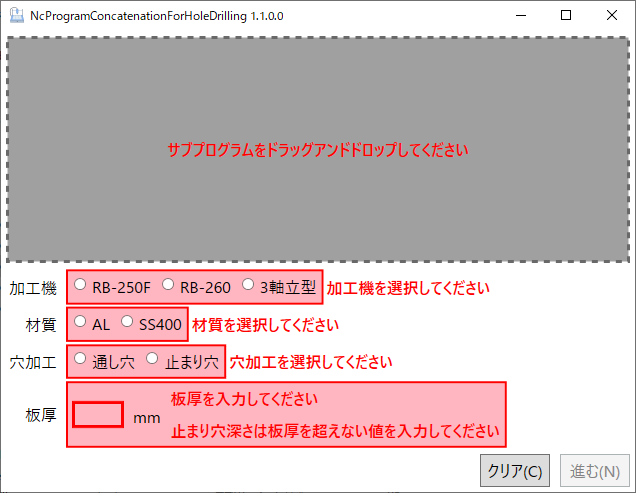 NcProgramConcatenationForHoleDrilling 1.1.0.0
サブプログラムをドラッグアンドドロップしてください
加工機 RB-250F RB-260 3軸立型 加工機を選択してください
材質 AL SS400 材質を選択してください
穴加工 通し穴 止まり穴 穴加工を選択してください
板厚 mm 板厚を入力してください
止まり穴深さは板厚を超えない値を入力してください
クリア(C) 進む(N)